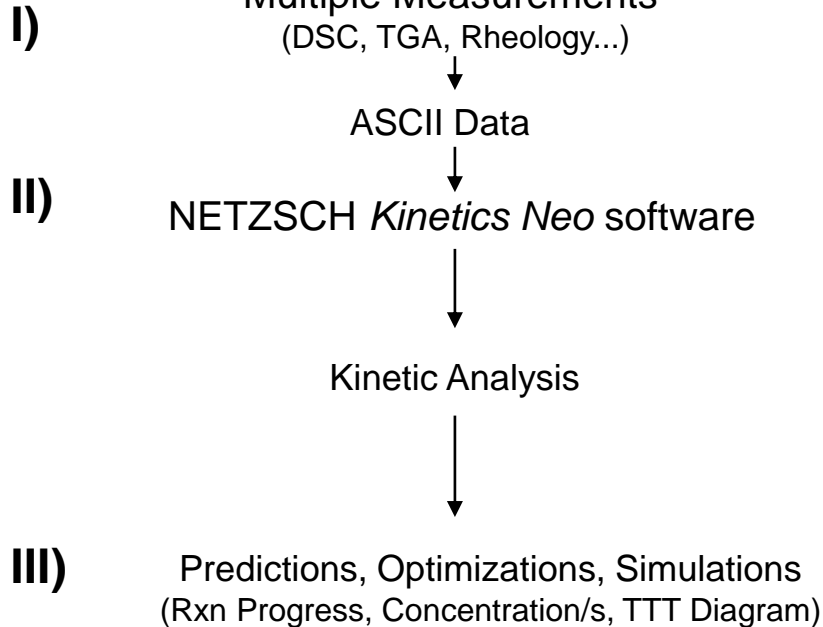 I)
Multiple Measurements
(DSC, TGA, Rheology...)
ASCII Data
II)
NETZSCH Kinetics Neo software
Kinetic Analysis
III)
Predictions, Optimizations, Simulations
(Rxn Progress, Concentration/s, TTT Diagram)